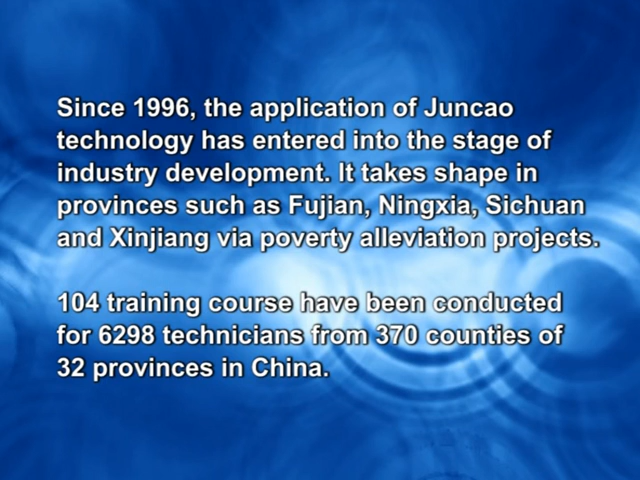 Since 1996, the application of Juncao
technology has entered into the stage of
industry development. It takes shape in
provinces such as Fujian, Ningxia, Sichuan
and Xinjiang via poverty alleviation projects.
104 training course have been conducted
for 6298 technicians from 370 counties of
32 provinces in China.